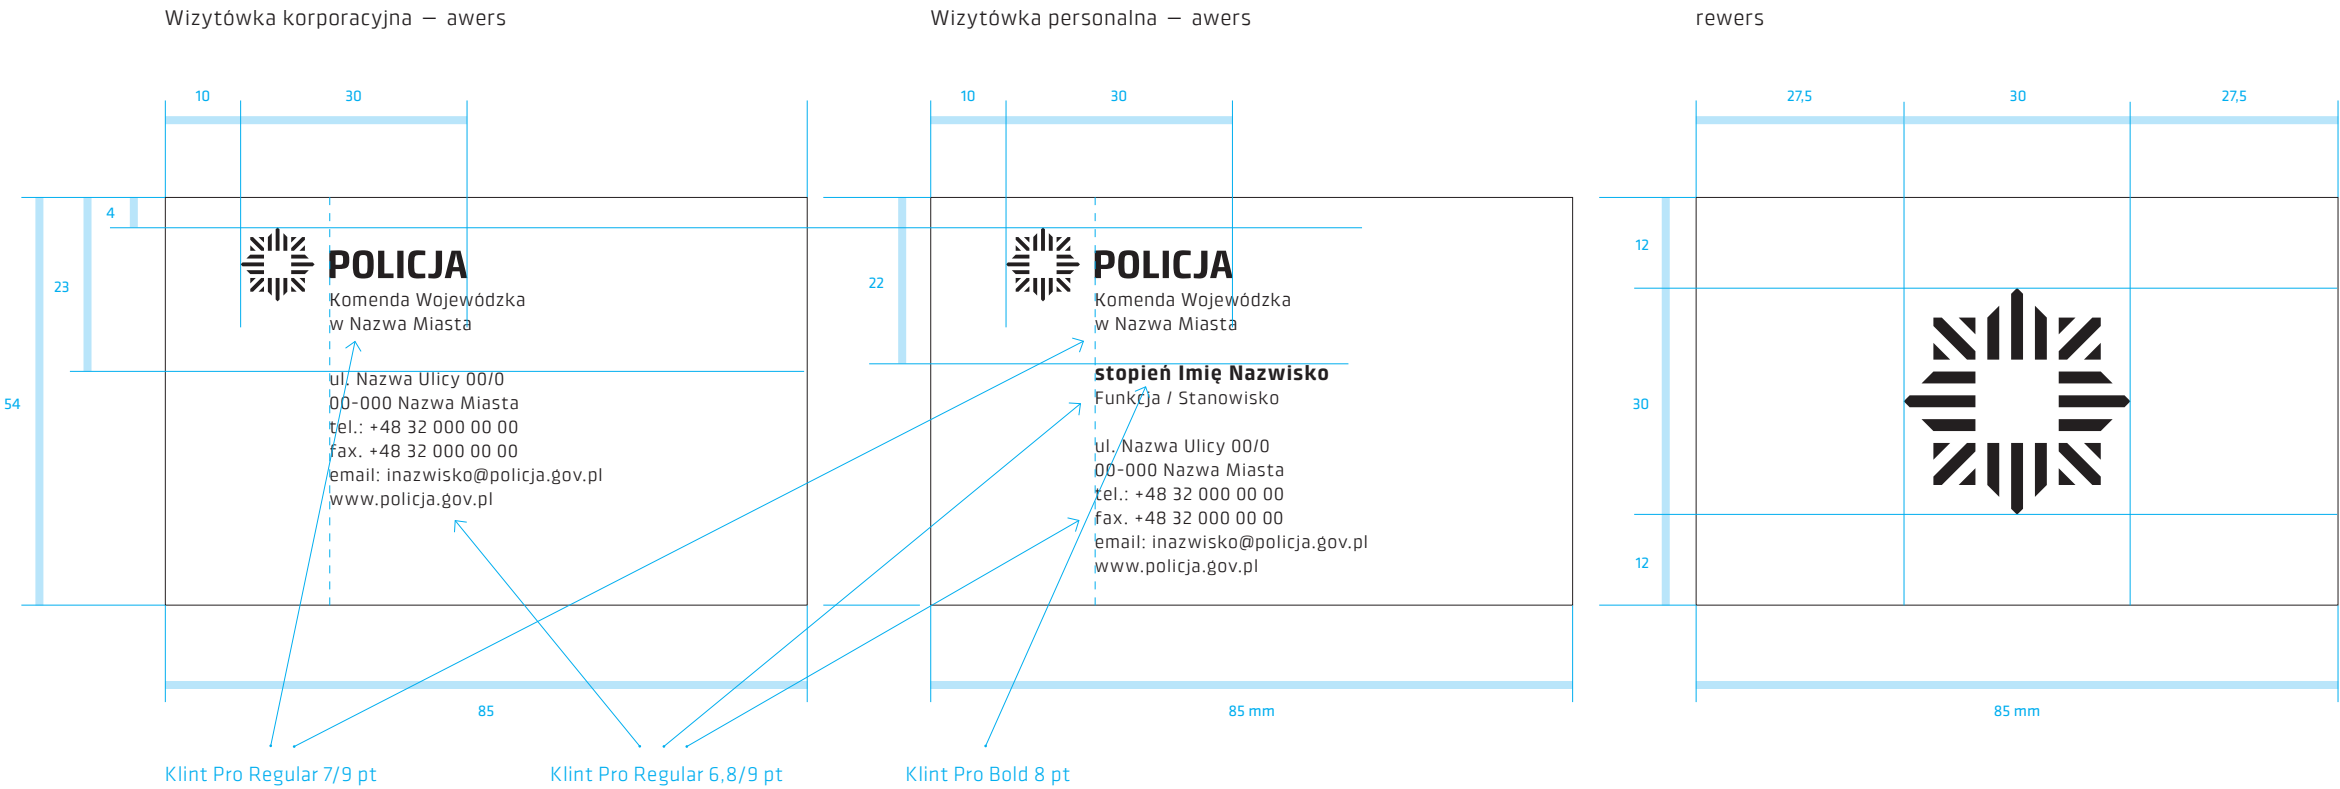 Wizytówka korporacyjna — awers
10
30
4
23
54
POLICJA
Komenda Wojewódzka
w Nazwa Miasta
ul. Nazwa Ulicy 00/0
00-000 Nazwa Miasta
tel.: +48 32 000 00 00
fax. +48 32 000 00 00
email: inazwisko@policja.gov.pl
www.policja.gov.pl
85
Wizytówka personalna — awers
10
30
22
POLICJA
Komenda Wojewódzka
w Nazwa Miasta
stopień Imię Nazwisko
Funkcja / Stanowisko
ul. Nazwa Ulicy 00/0
00-000 Nazwa Miasta
tel.: +48 32 000 00 00
fax. +48 32 000 00 00
email: inazwisko@policja.gov.pl
www.policja.gov.pl
85 mm
rewers
27,5
30
27,5
12
30
12
85 mm
Klint Pro Regular 7/9 pt
Klint Pro Regular 6,8/9 pt
Klint Pro Bold 8 pt